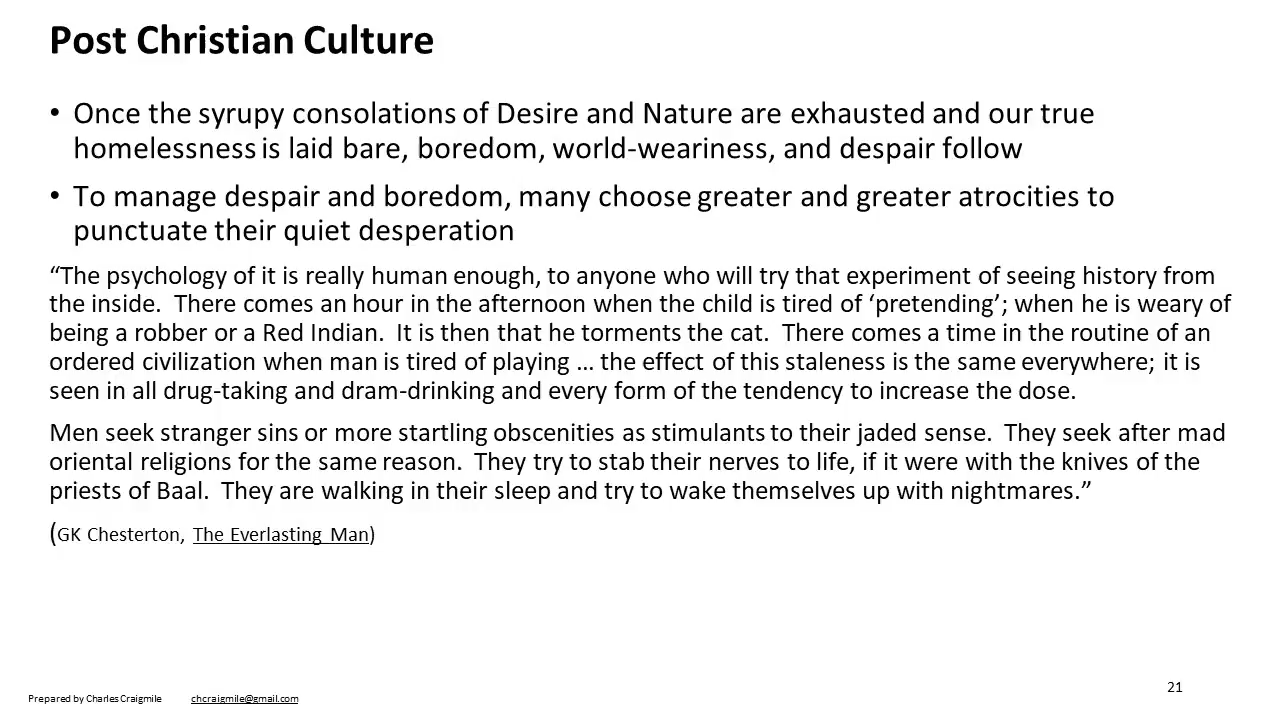 Post Christian Culture
• Once the syrupy consolations of Desire and Nature are exhausted and our true
homelessness is laid bare, boredom, world-weariness, and despair follow
• To manage despair and boredom, many choose greater and greater atrocities to
punctuate their quiet desperation
“The psychology of it is really human enough, to anyone who will try that experiment of seeing history from
the inside.  There comes an hour in the afternoon when the child is tired of ‘pretending’; when he is weary of
being a robber or a Red Indian.  It is then that he torments the cat.  There comes a time in the routine of an
ordered civilization when man is tired of playing … the effect of this staleness is the same everywhere; it is
seen in all drug-taking and dram-drinking and every form of the tendency to increase the dose.
Men seek stranger sins or more startling obscenities as stimulants to their jaded sense.  They seek after mad
oriental religions for the same reason.  They try to stab their nerves to life, if it were with the knives of the
priests of Baal.  They are walking in their sleep and try to wake themselves up with nightmares.”
(GK Chesterton, The Everlasting Man)
Prepared by Charles Craigmile chcraigmile@gmail.com
21